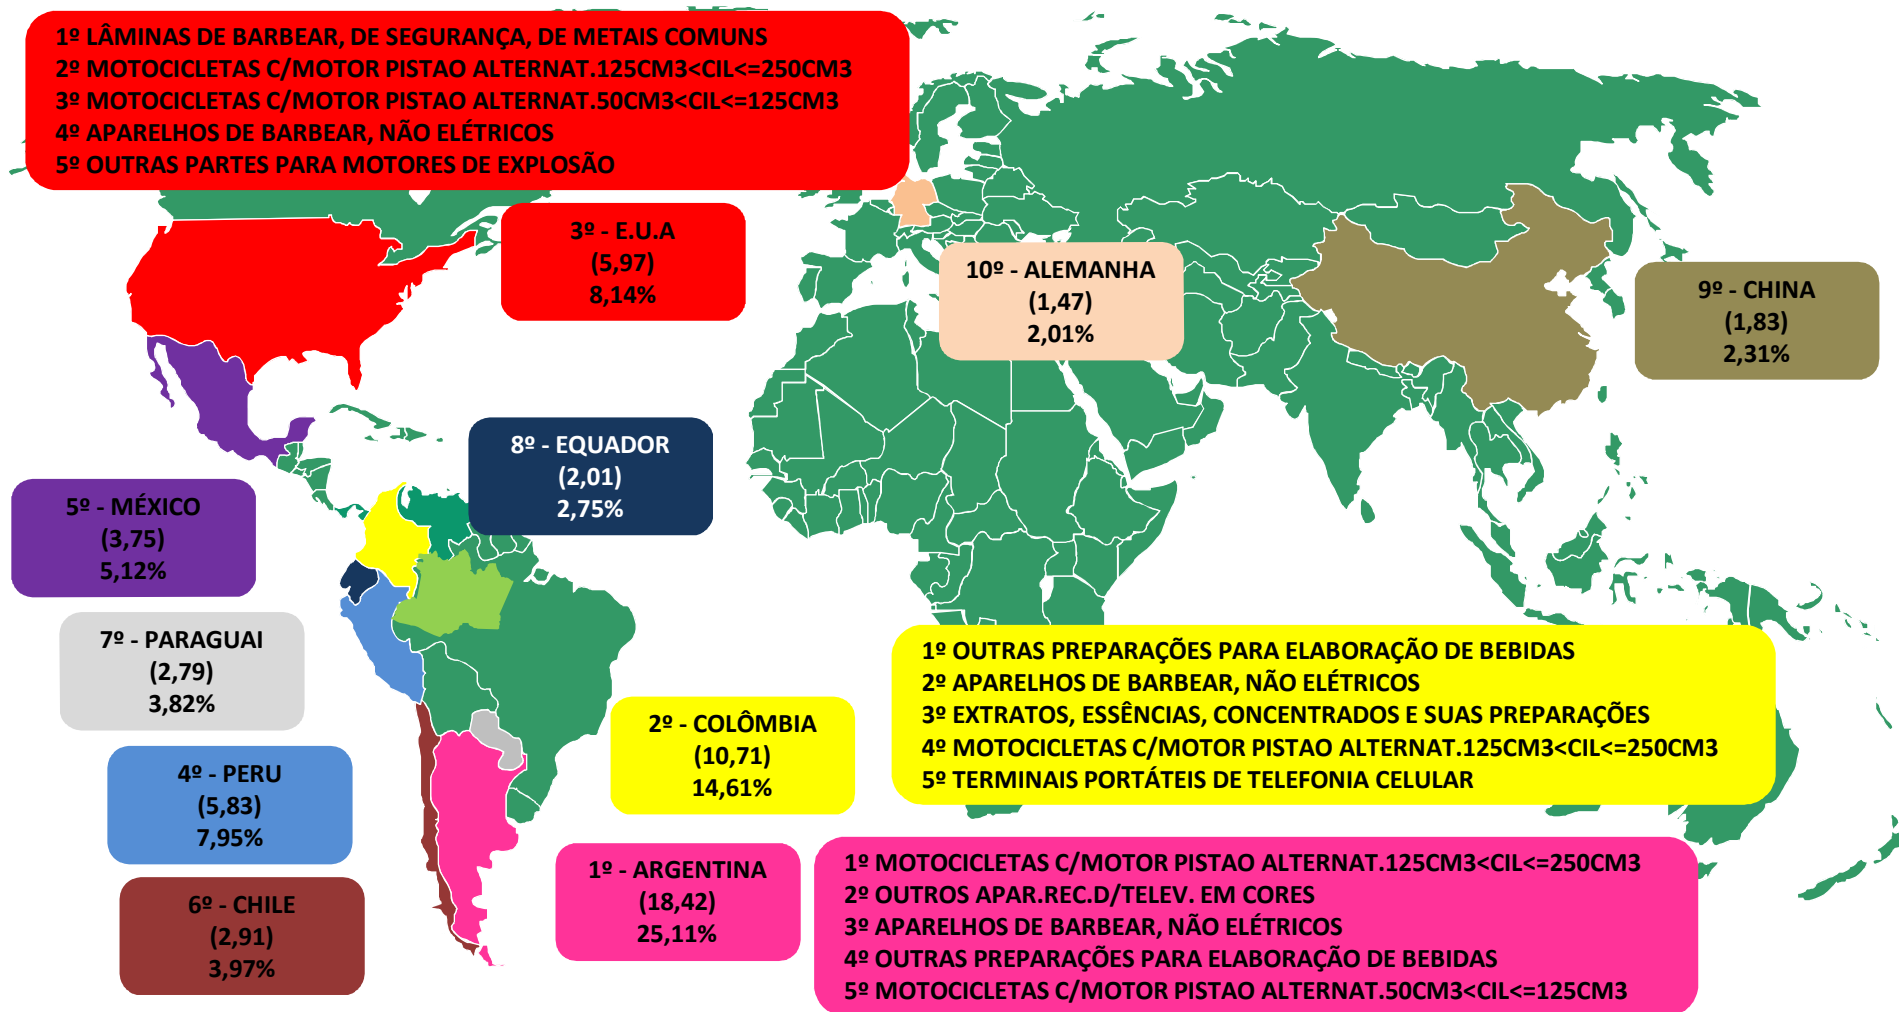 1º LÂMINAS DE BARBEAR, DE SEGURANÇA, DE METAIS COMUNS
2º MOTOCICLETAS C/MOTOR PISTAO ALTERNAT.125CM3<CIL<=250CM3
3º MOTOCICLETAS C/MOTOR PISTAO ALTERNAT.50CM3<CIL<=125CM3
4º APARELHOS DE BARBEAR, NÃO ELÉTRICOS
5º OUTRAS PARTES PARA MOTORES DE EXPLOSÃO
3º - E.U.A
(5,97)
8,14%
10º - ALEMANHA
(1,47)
2,01%
9º - CHINA
(1,83)
2,31%
8º - EQUADOR
(2,01)
2,75%
5º - MÉXICO
(3,75)
5,12%
7º - PARAGUAI
(2,79)
3,82%
4º - PERU
(5,83)
7,95%
6º - CHILE
(2,91)
3,97%
2º - COLÔMBIA
(10,71)
14,61%
1º OUTRAS PREPARAÇÕES PARA ELABORAÇÃO DE BEBIDAS
2º APARELHOS DE BARBEAR, NÃO ELÉTRICOS
3º EXTRATOS, ESSÊNCIAS, CONCENTRADOS E SUAS PREPARAÇÕES
4º MOTOCICLETAS C/MOTOR PISTAO ALTERNAT.125CM3<CIL<=250CM3
5º TERMINAIS PORTÁTEIS DE TELEFONIA CELULAR
1º - ARGENTINA
(18,42)
25,11%
1º MOTOCICLETAS C/MOTOR PISTAO ALTERNAT.125CM3<CIL<=250CM3
2º OUTROS APAR.REC.D/TELEV. EM CORES
3º APARELHOS DE BARBEAR, NÃO ELÉTRICOS
4º OUTRAS PREPARAÇÕES PARA ELABORAÇÃO DE BEBIDAS
5º MOTOCICLETAS C/MOTOR PISTAO ALTERNAT.50CM3<CIL<=125CM3